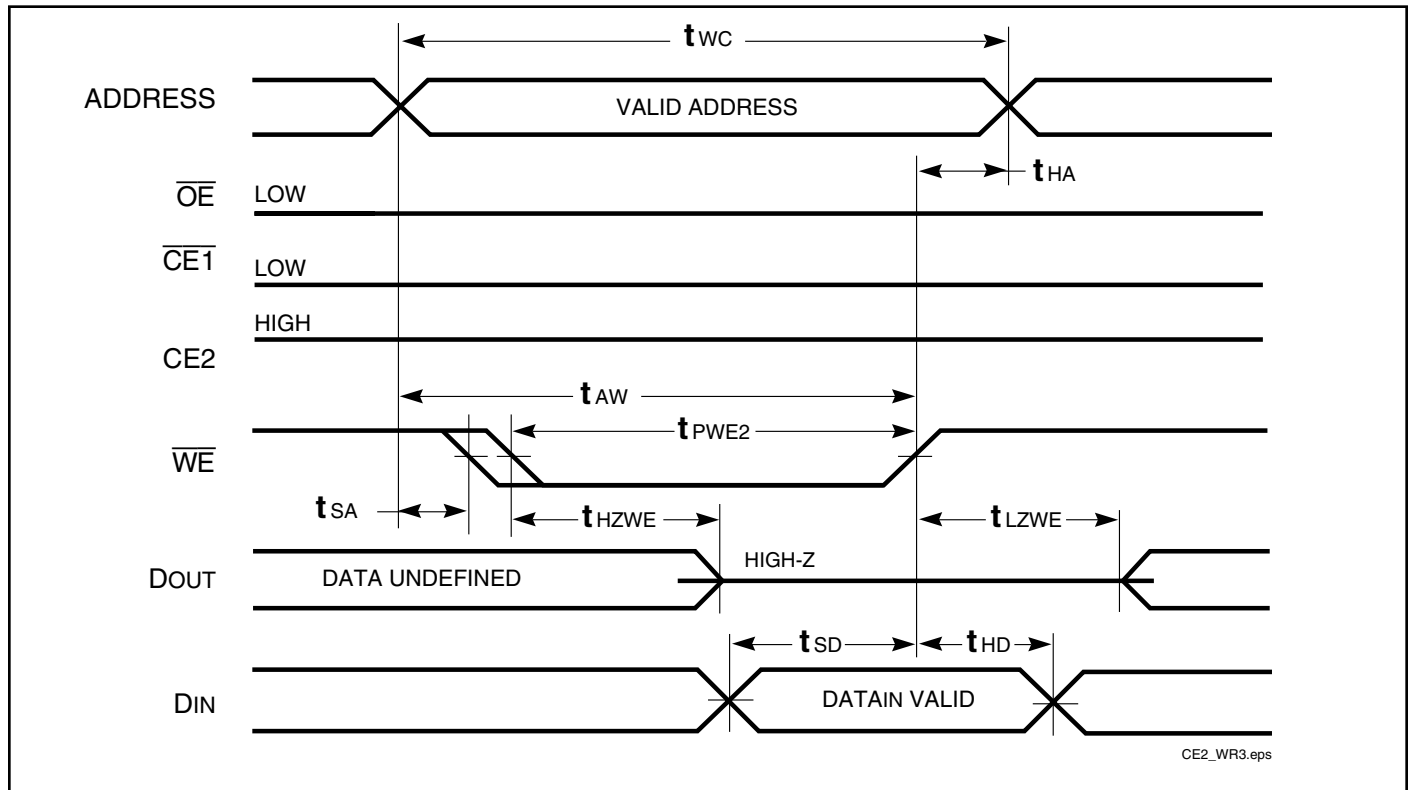 tWC
ADDRESS
VALID ADDRESS
tHA
OE
LOW
CE1
LOW
HIGH
CE2
tAW
tPWE2
WE
tSA
tHZWE
tLZWE
DOUT
DATA UNDEFINED
HIGH-Z
tSD
tHD
DIN
DATAIN VALID
CE2_WR3.eps